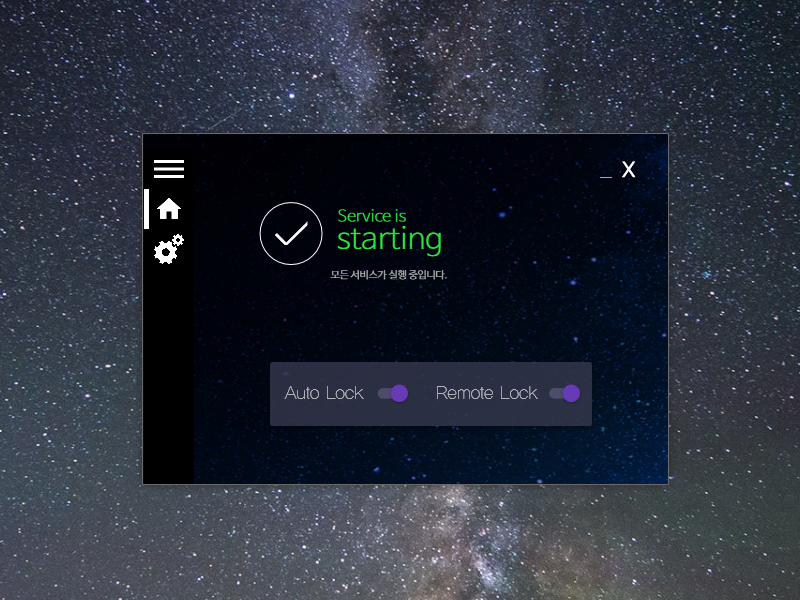 _ X
Service is
starting
모든 서비스가 실행 중입니다.
Auto Lock
Remote Lock